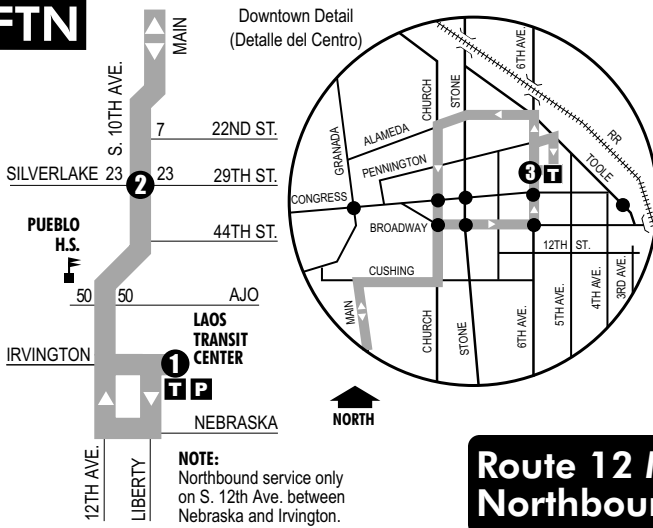 FTN
MAIN
S. 10TH AVE.
7 22ND ST.
SILVERLAKE 23 2 23 29TH ST.
PUEBLO
H.S.
44TH ST.
50 50 AJO
LAOS
TRANSIT
CENTER
IRVINGTON
1
T P
NEBRASKA
12TH AVE.
LIBERTY
NOTE:
Northbound service only
on S. 12th Ave. between
Nebraska and Irvington.
Downtown Detail
(Detalle del Centro)
CHURCH
STONE
6TH AVE.
GRANADA
ALAMEDA
PENNINGTON
RR
TOOLE
3 T
CONGRESS
BROADWAY
12TH ST.
CUSHING
MAIN
CHURCH
STONE
6TH AVE.
5TH AVE.
4TH AVE.
3RD AVE.
NORTH
Route 12
Northbou